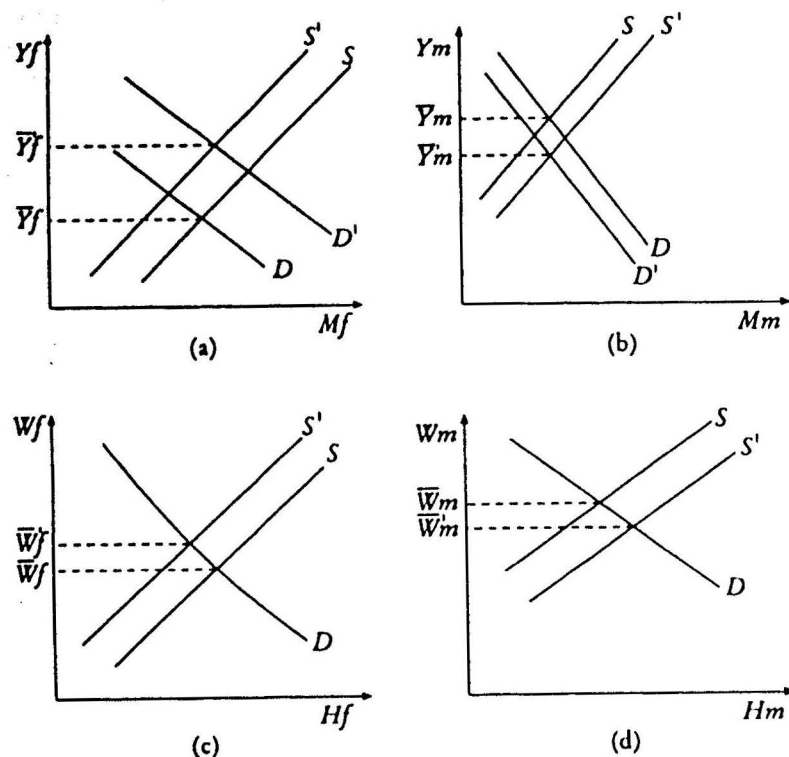 Yf
S'
S
Ȳ'f
Ȳf
D'
D
Mf
(a)
Ym
S
S'
Ȳm
Ȳ'm
D
D'
Mm
(b)
Wf
S'
S
W̄'f
W̄f
D
Hf
(c)
Wm
S
S'
W̄m
W̄'m
D
Hm
(d)